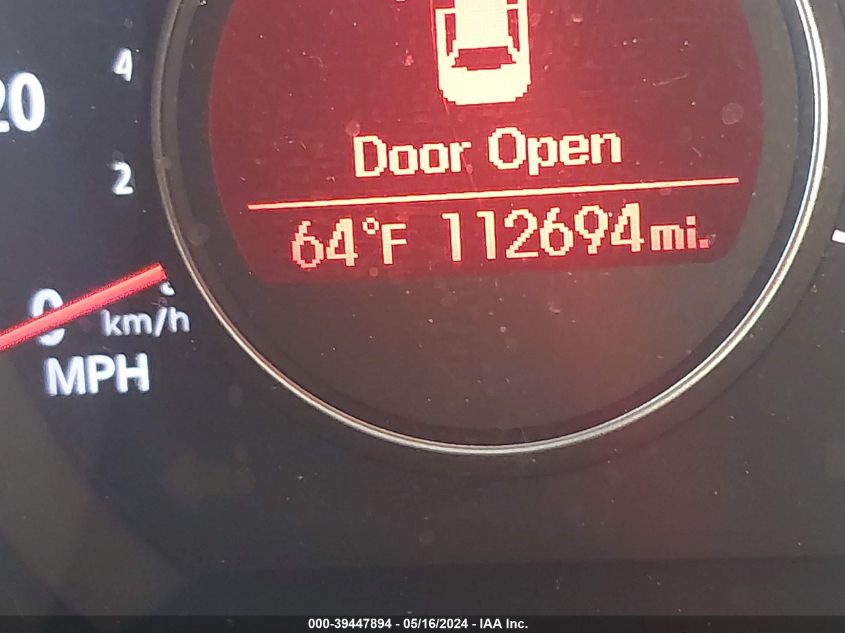 4
20
Door Open
2
64°F 112694mi.
0
km/h
MPH
000-39447894 - 05/16/2024 - IAA Inc.